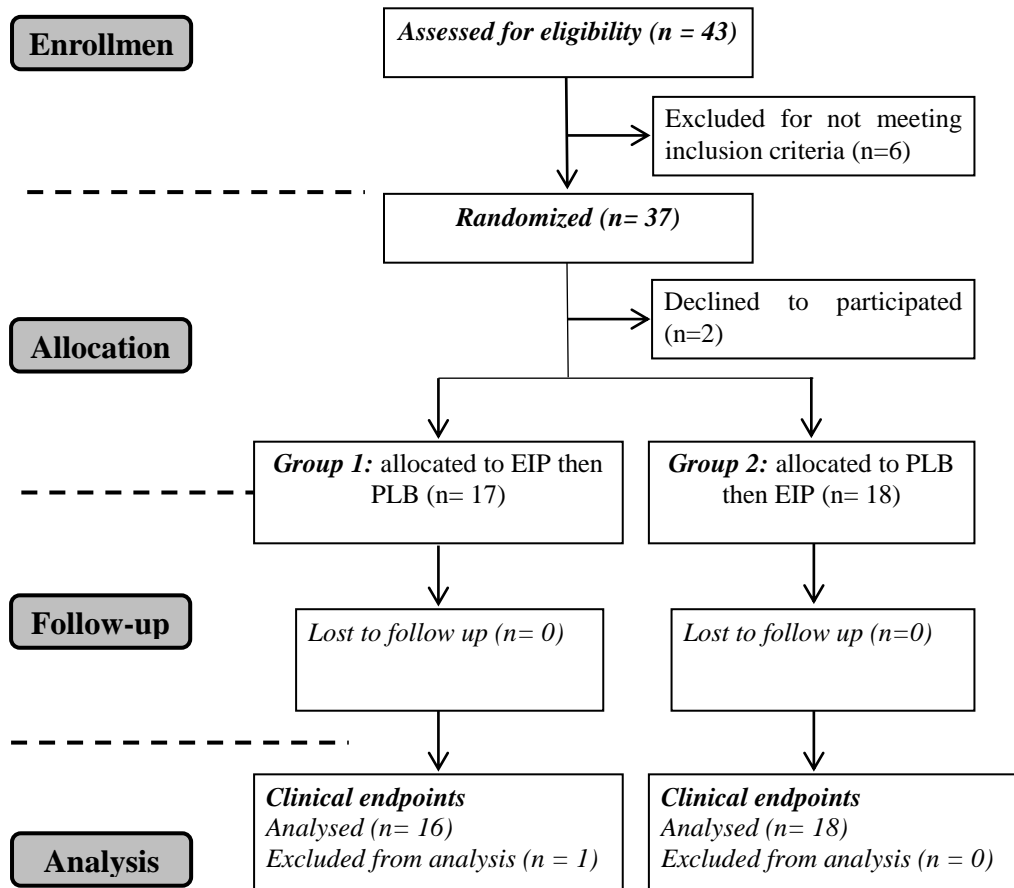 Enrollmen
Assessed for eligibility (n = 43)
Excluded for not meeting
inclusion criteria (n=6)
Randomized (n= 37)
Declined to participated
(n=2)
Allocation
Group 1: allocated to EIP then
PLB (n= 17)
Group 2: allocated to PLB
then EIP (n= 18)
Follow-up
Lost to follow up (n= 0)
Lost to follow up (n=0)
Clinical endpoints
Analysed (n= 16)
Excluded from analysis (n = 1)
Clinical endpoints
Analysed (n= 18)
Excluded from analysis (n = 0)
Analysis